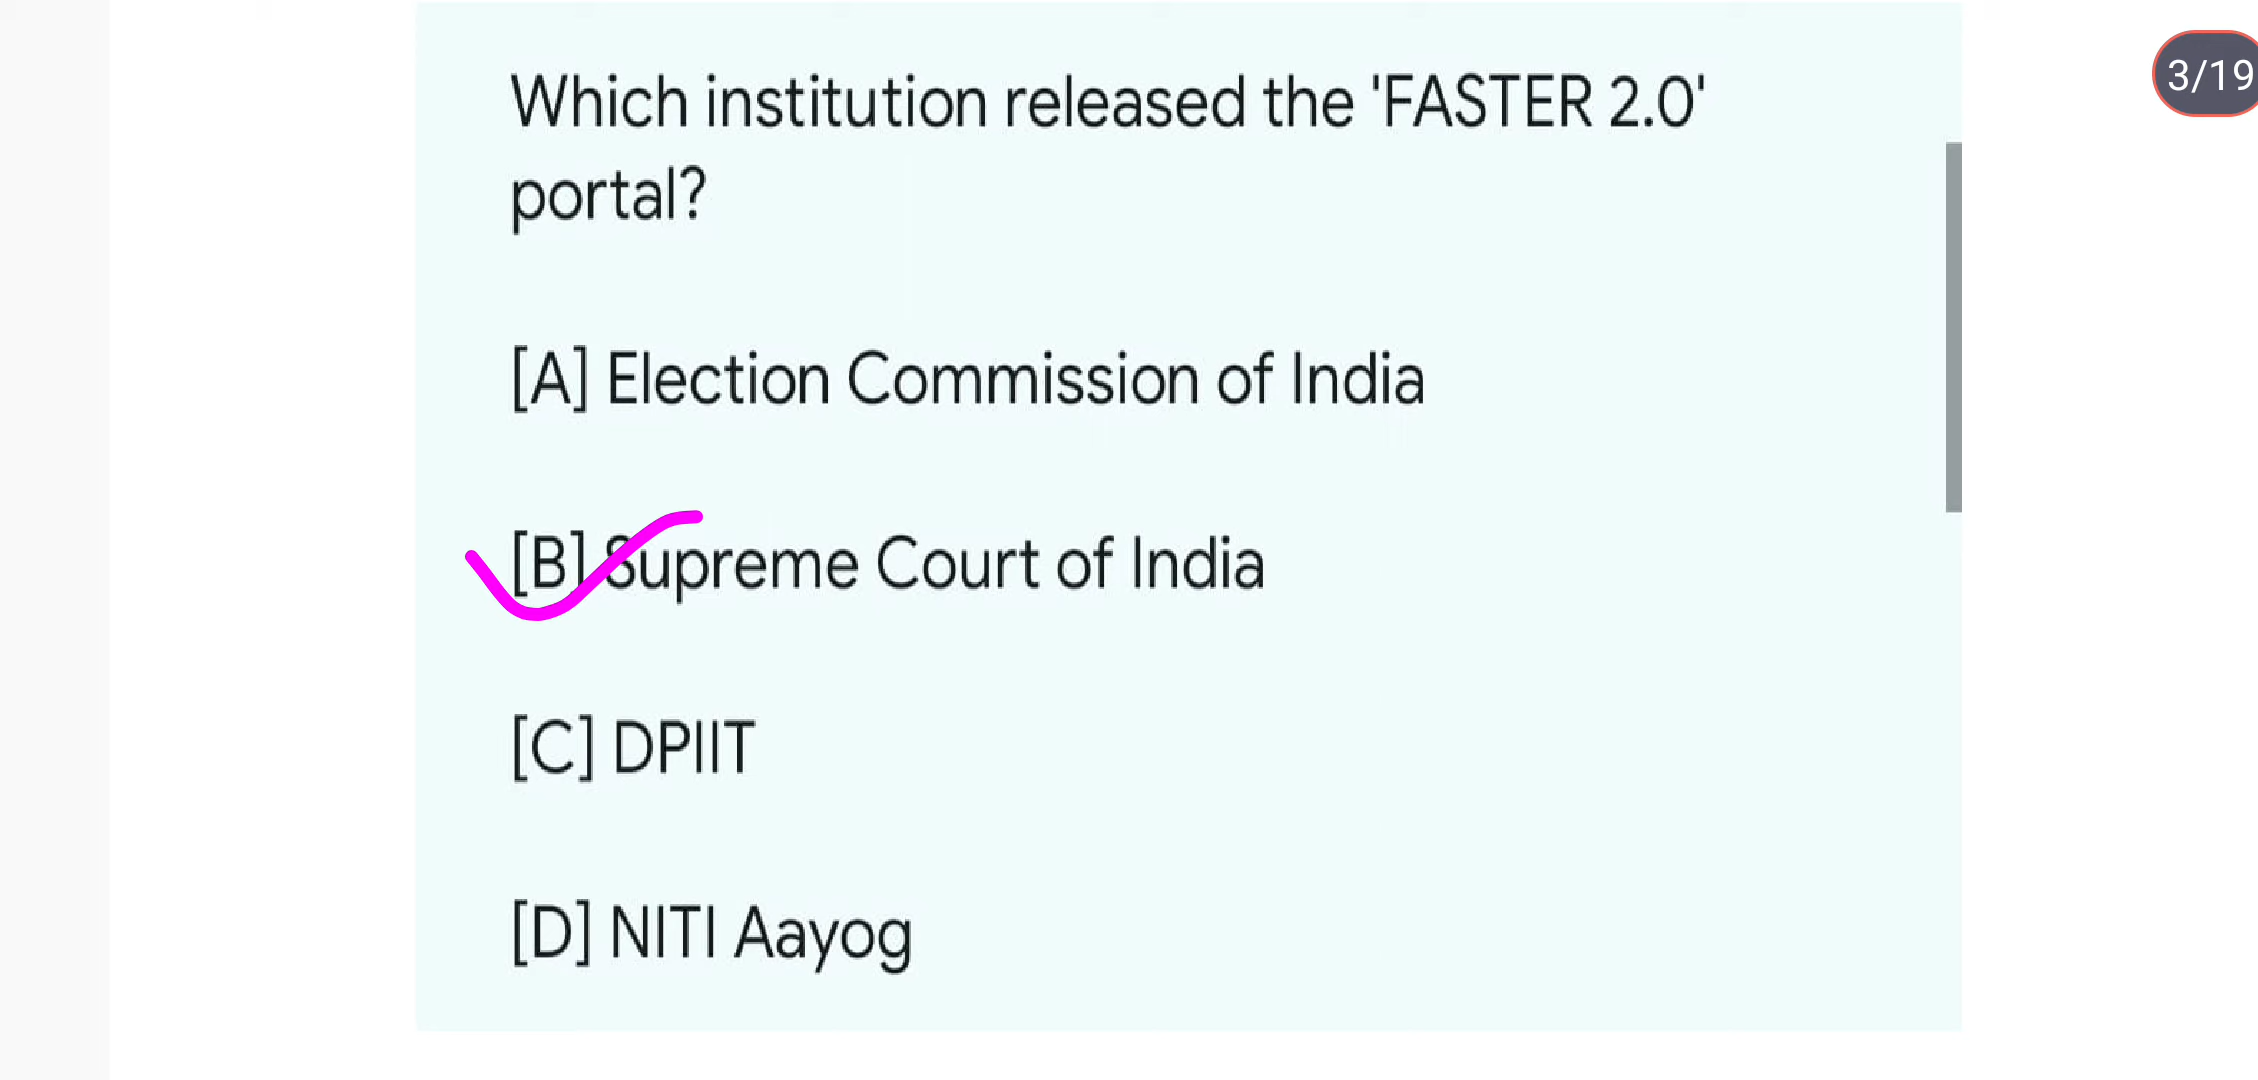 Which institution released the 'FASTER 2.0'
portal?
[A] Election Commission of India
[B] Supreme Court of India
[C] DPIIT
[D] NITI Aayog
3/19